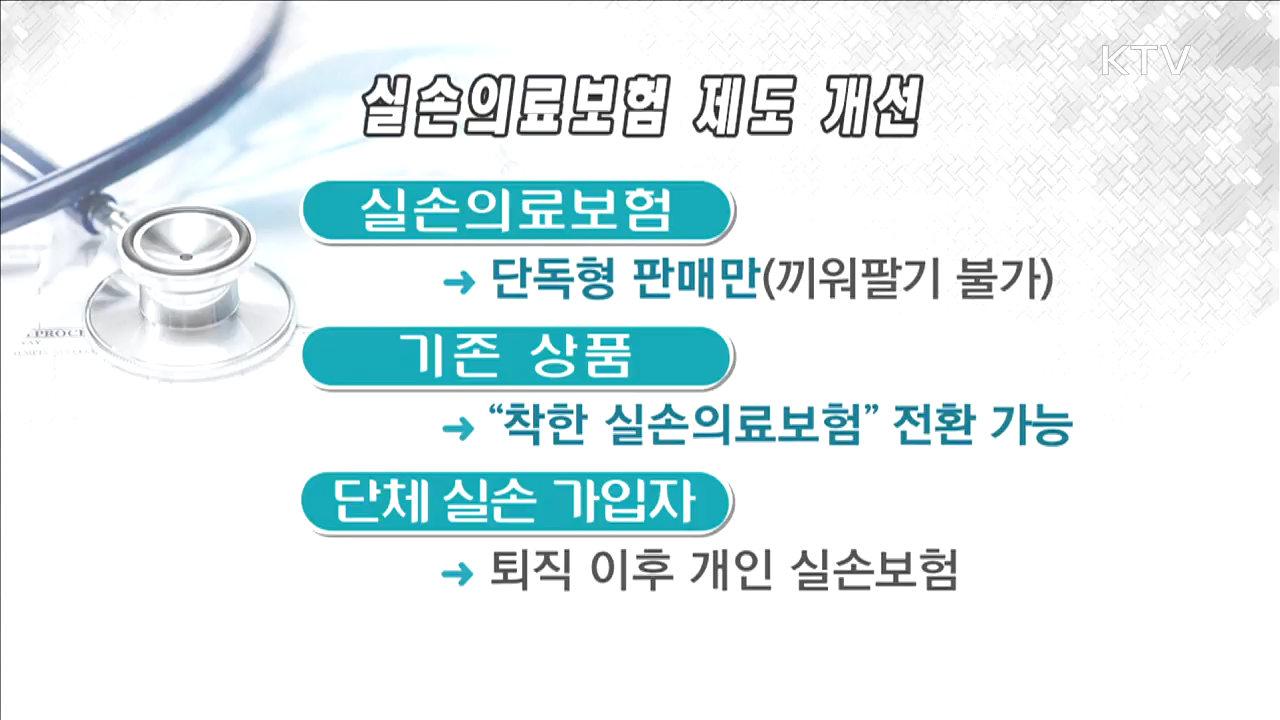 KTV
실손의료보험 제도 개선
실손의료보험
➜ 단독형 판매만(끼워팔기 불가)
기존 상품
➜ “착한 실손의료보험” 전환 가능
단체 실손 가입자
➜ 퇴직 이후 개인 실손보험